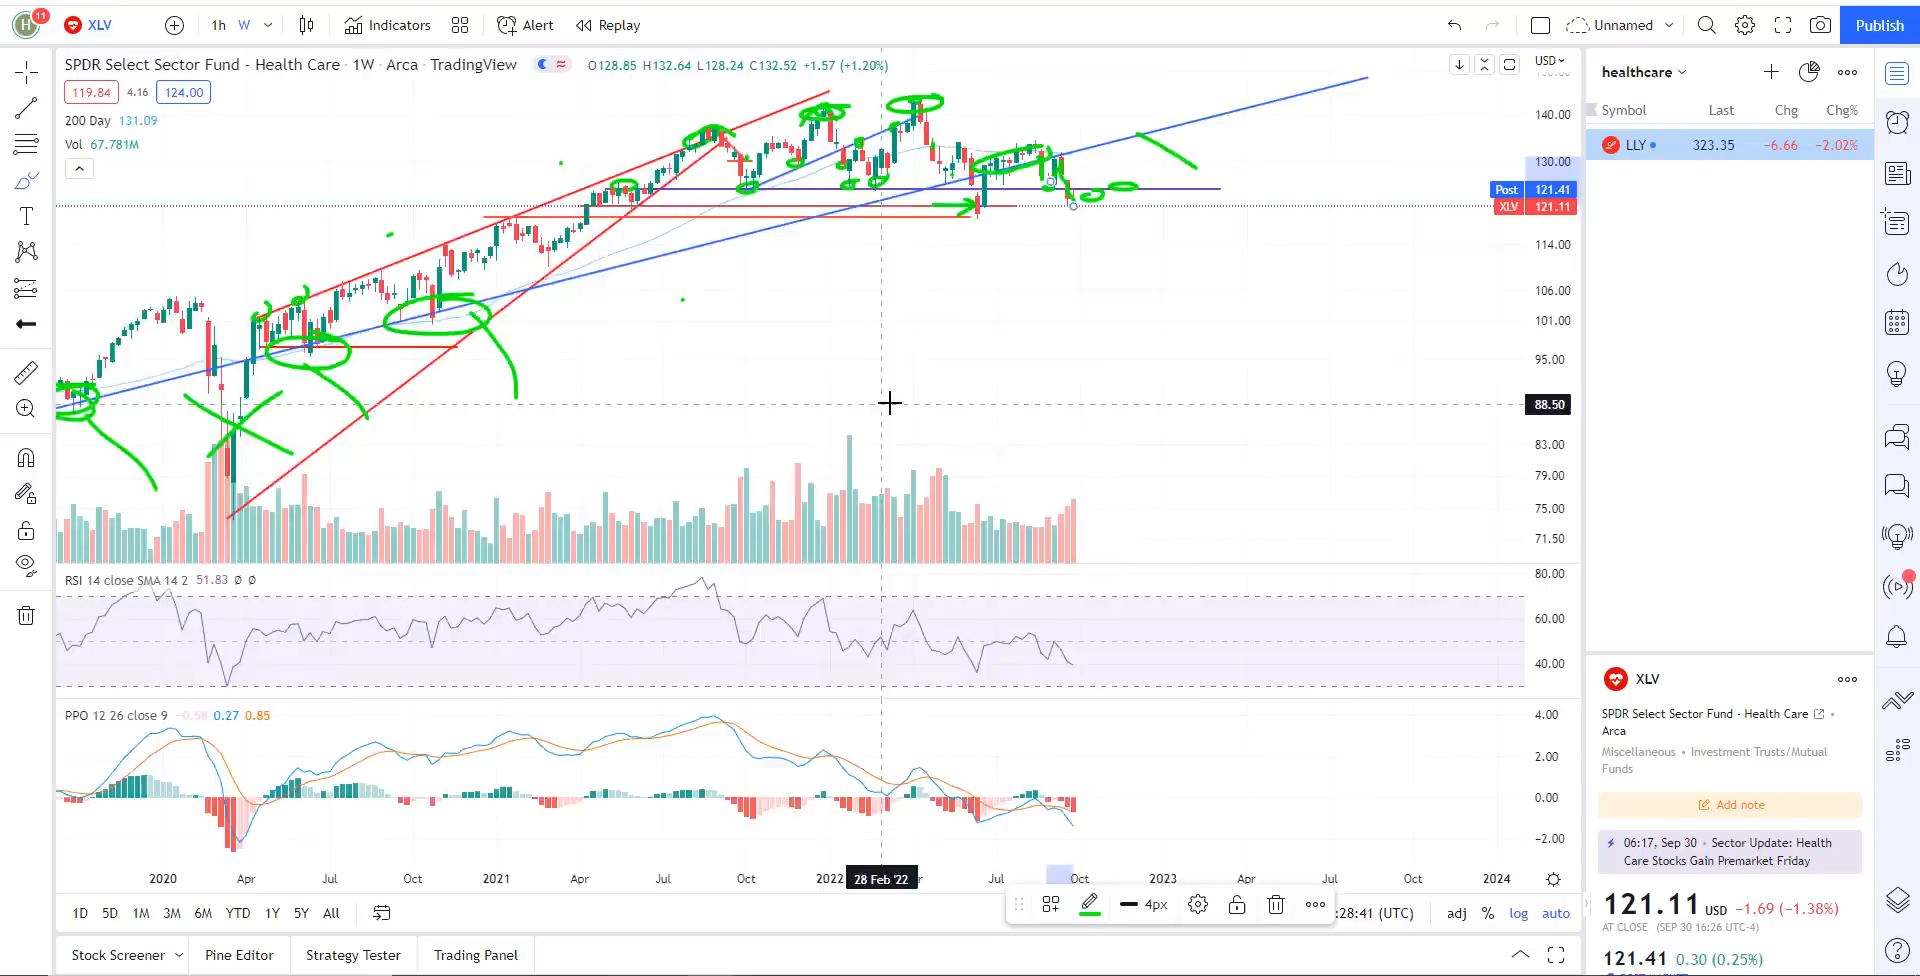 H 11 XLV 1h W Indicators Alert Replay Unnamed Publish
SPDR Select Sector Fund - Health Care · 1W · Arca · TradingView O128.85 H132.64 L128.24 C132.52 +1.57 (+1.20%) USD
119.84 4.16 124.00
200 Day 131.09
Vol 67.781M
140.00
130.00
Post 121.41
XLV 121.11
114.00
106.00
101.00
95.00
88.50
83.00
79.00
75.00
71.50
RSI 14 close SMA 14 2 51.83 Ø Ø
80.00
60.00
40.00
PPO 12 26 close 9 -0.58 0.27 0.85
4.00
2.00
0.00
−2.00
2020 Apr Jul Oct 2021 Apr Jul Oct 2022 28 Feb '22 Jul Oct 2023 Apr Jul Oct 2024
1D 5D 1M 3M 6M YTD 1Y 5Y All 4px :28:41 (UTC) adj % log auto
Stock Screener Pine Editor Strategy Tester Trading Panel
healthcare
Symbol Last Chg Chg%
LLY 323.35 −6.66 −2.02%
XLV
SPDR Select Sector Fund - Health Care •
Arca
Miscellaneous • Investment Trusts/Mutual
Funds
Add note
06:17, Sep 30 • Sector Update: Health
Care Stocks Gain Premarket Friday
121.11 USD −1.69 (−1.38%)
AT CLOSE (SEP 30 16:26 UTC-4)
121.41 0.30 (0.25%)